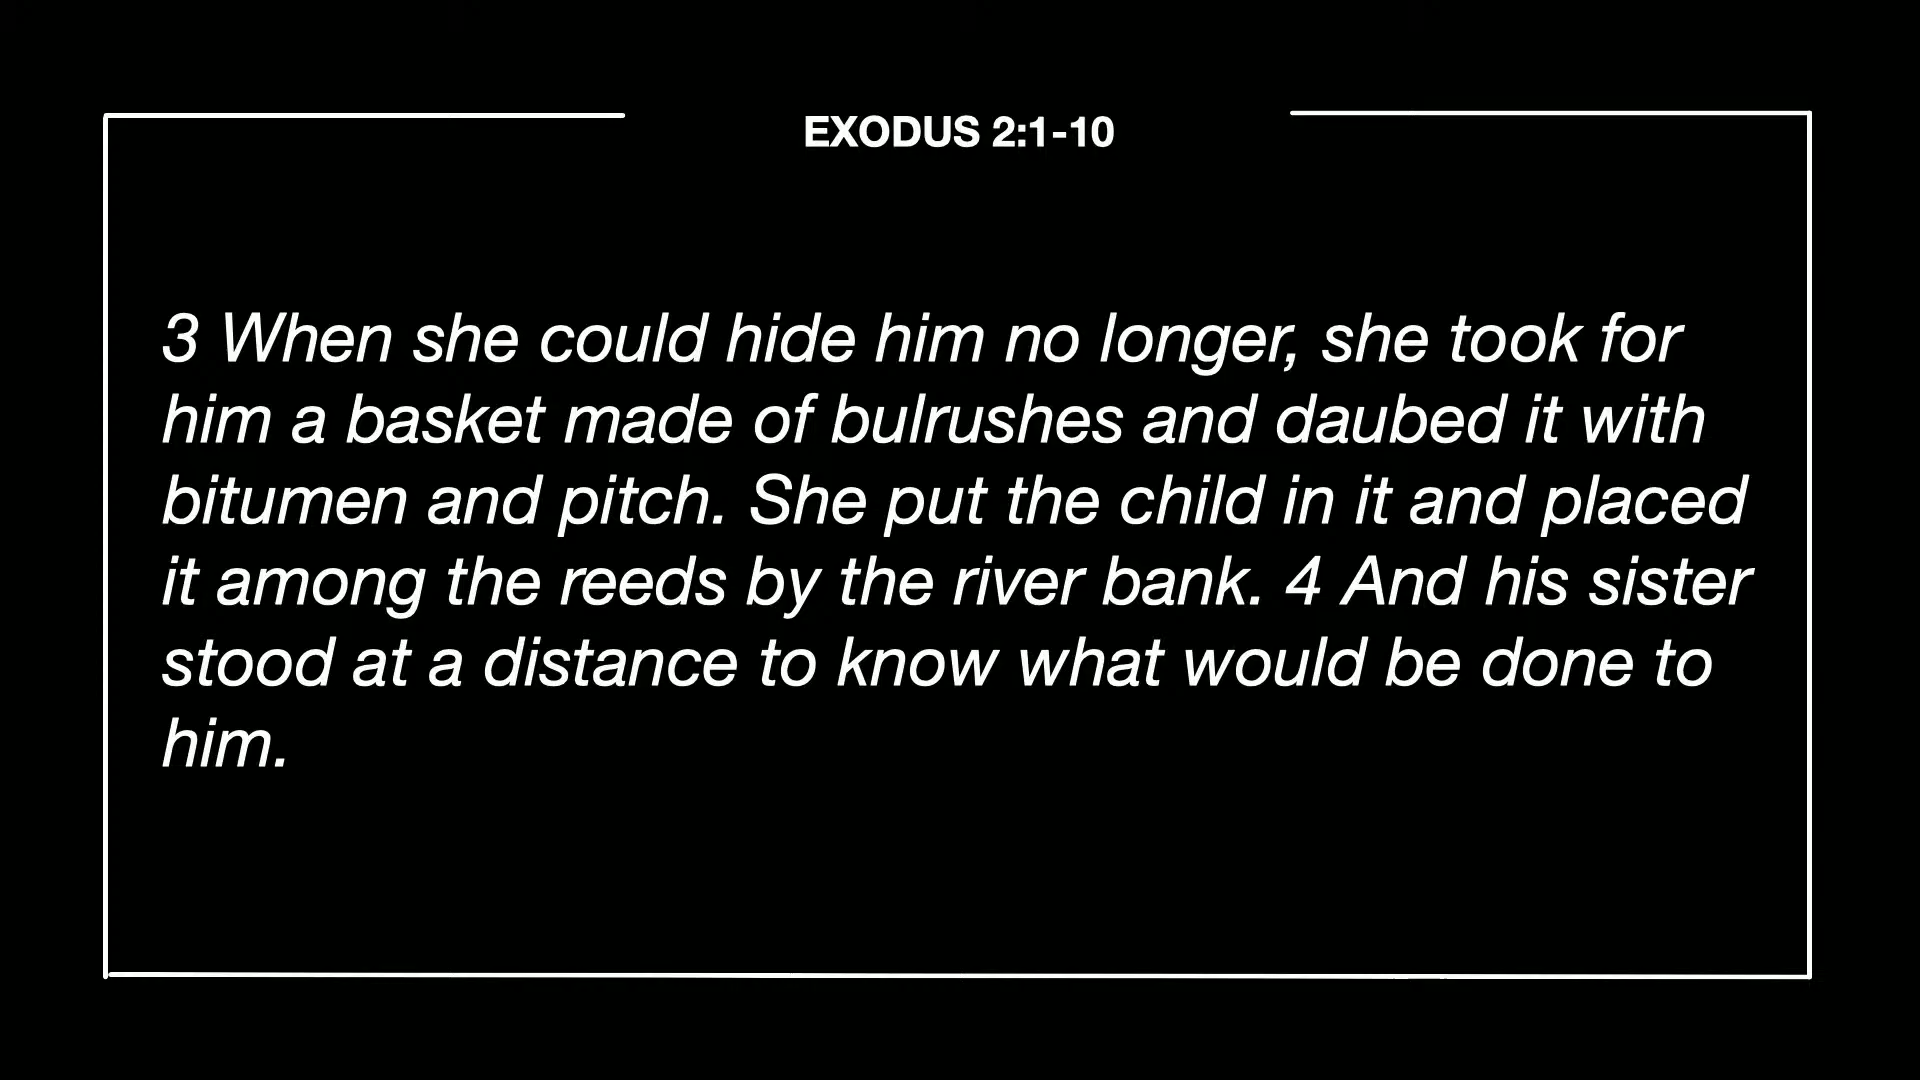 EXODUS 2:1-10
3 When she could hide him no longer, she took for
him a basket made of bulrushes and daubed it with
bitumen and pitch. She put the child in it and placed
it among the reeds by the river bank. 4 And his sister
stood at a distance to know what would be done to
him.